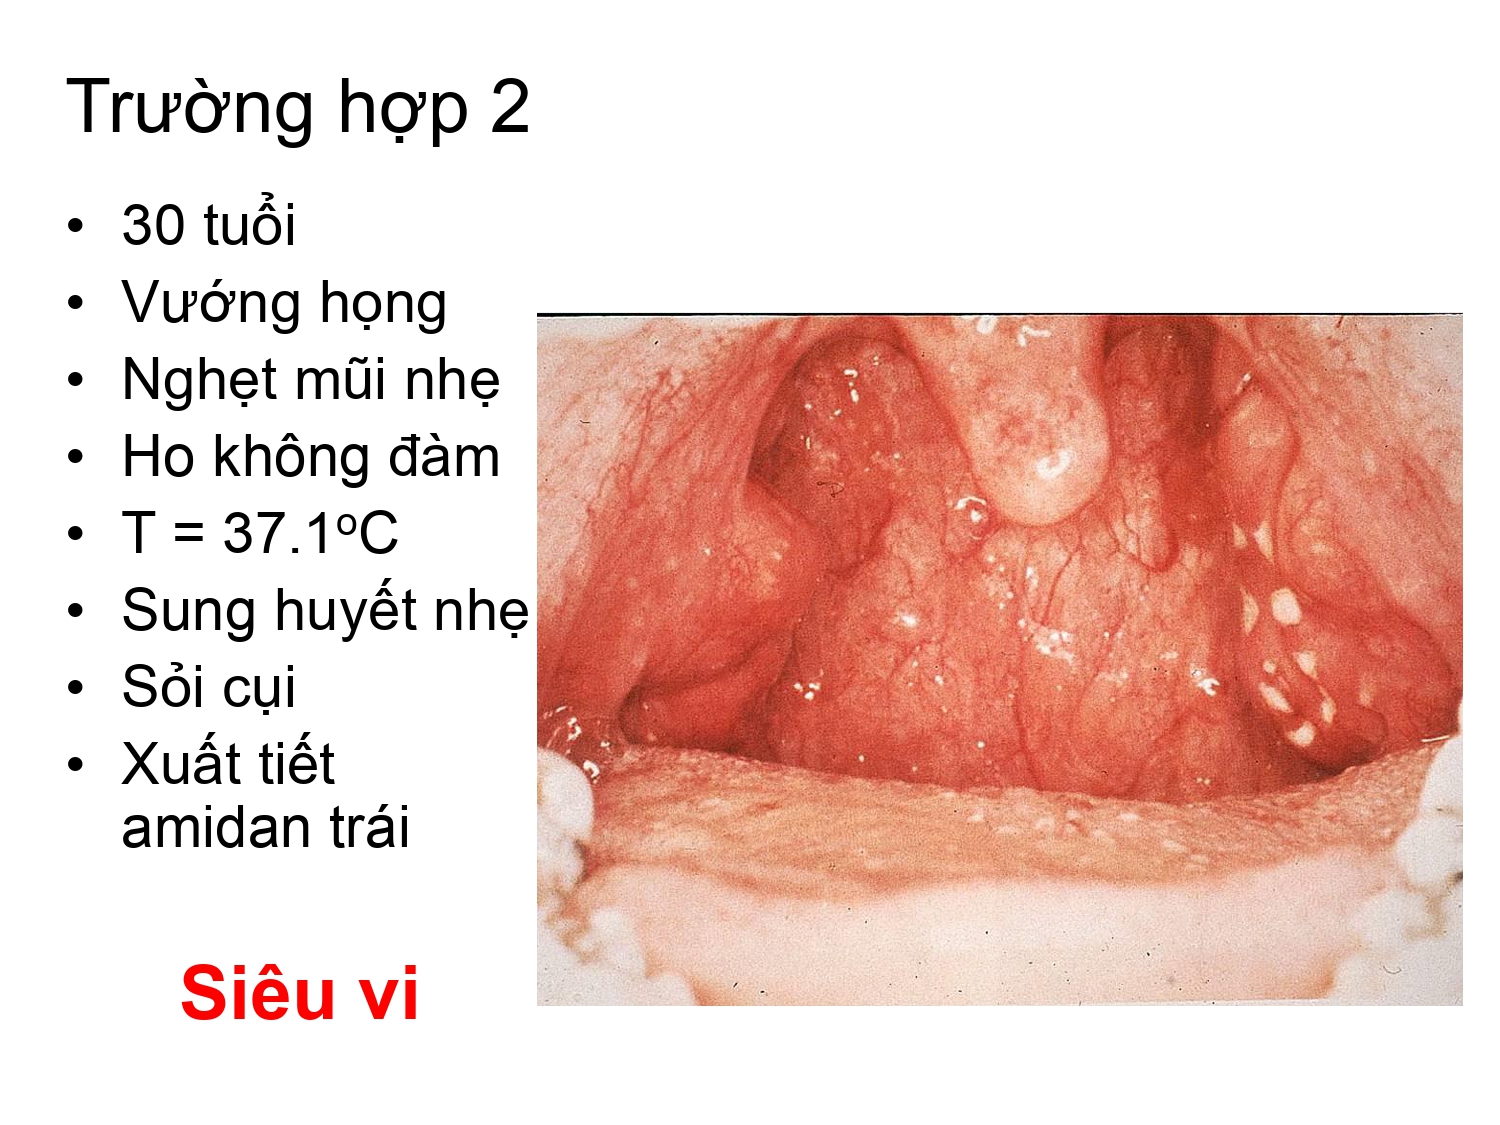 Trường hợp 2
• 30 tuổi
• Vướng họng
• Nghẹt mũi nhẹ
• Ho không đàm
• T = 37.1ºC
• Sung huyết nhẹ
• Sỏi cụi
• Xuất tiết
amidan trái
Siêu vi